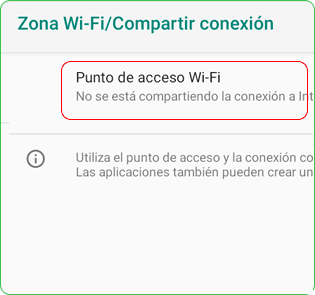 Zona Wi-Fi/Compartir conexión
Punto de acceso Wi-Fi
No se está compartiendo la conexión a Int
Utiliza el punto de acceso y la conexión co
Las aplicaciones también pueden crear un